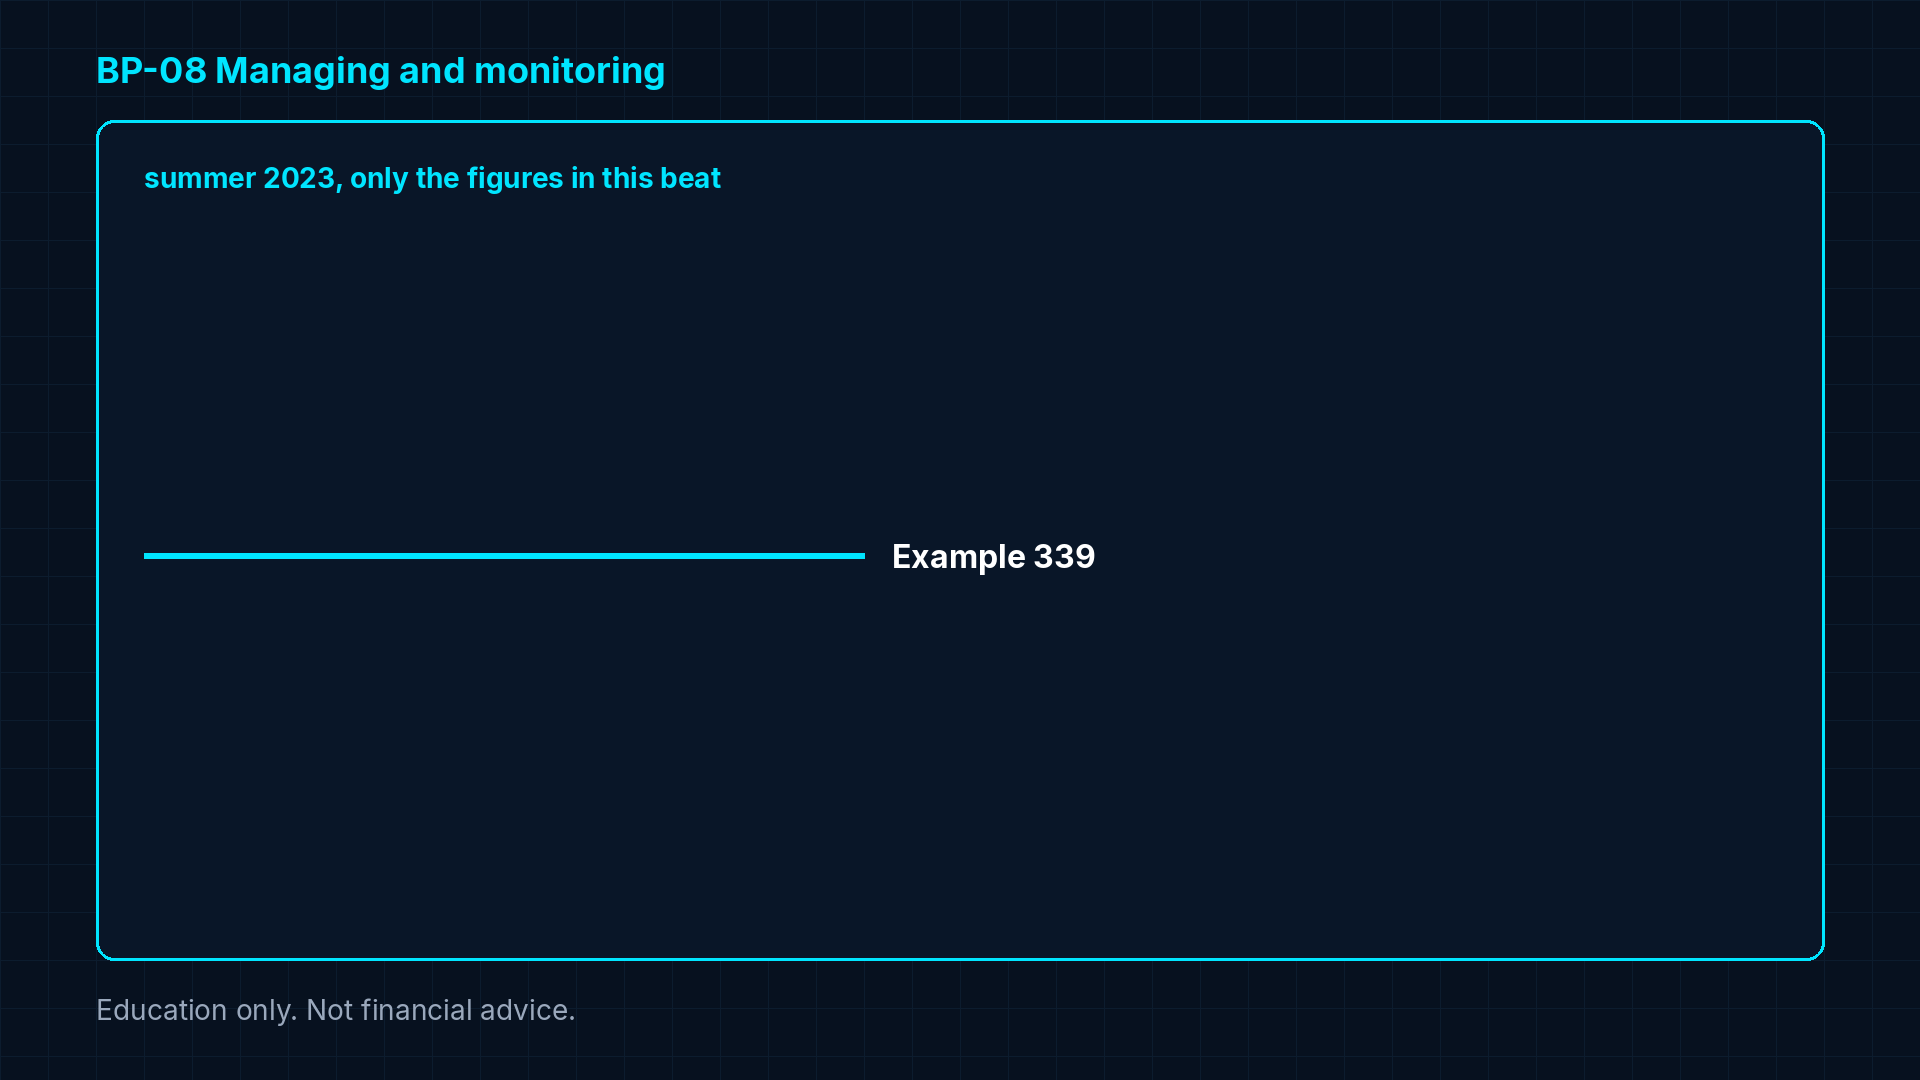 BP-08 Managing and monitoring
summer 2023, only the figures in this beat
Example 339
Education only. Not financial advice.